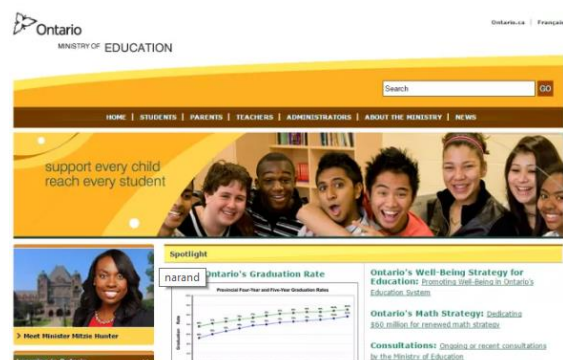 Ontario
MINISTRY OF EDUCATION
Ontario.ca | Français
Search GO
HOME | STUDENTS | PARENTS | TEACHERS | ADMINISTRATORS | ABOUT THE MINISTRY | NEWS
support every child
reach every student
Spotlight
narand
Ontario's Graduation Rate
Provincial Four-Year and Five-Year Graduation Rates
Graduation Rate
> Meet Minister Mitzie Hunter
Ontario's Well-Being Strategy for
Education: Promoting Well-Being in Ontario's
Education System
Ontario's Math Strategy: Dedicating
$60 million for renewed math strategy
Consultations: Ongoing or recent consultations
by the Ministry of Education